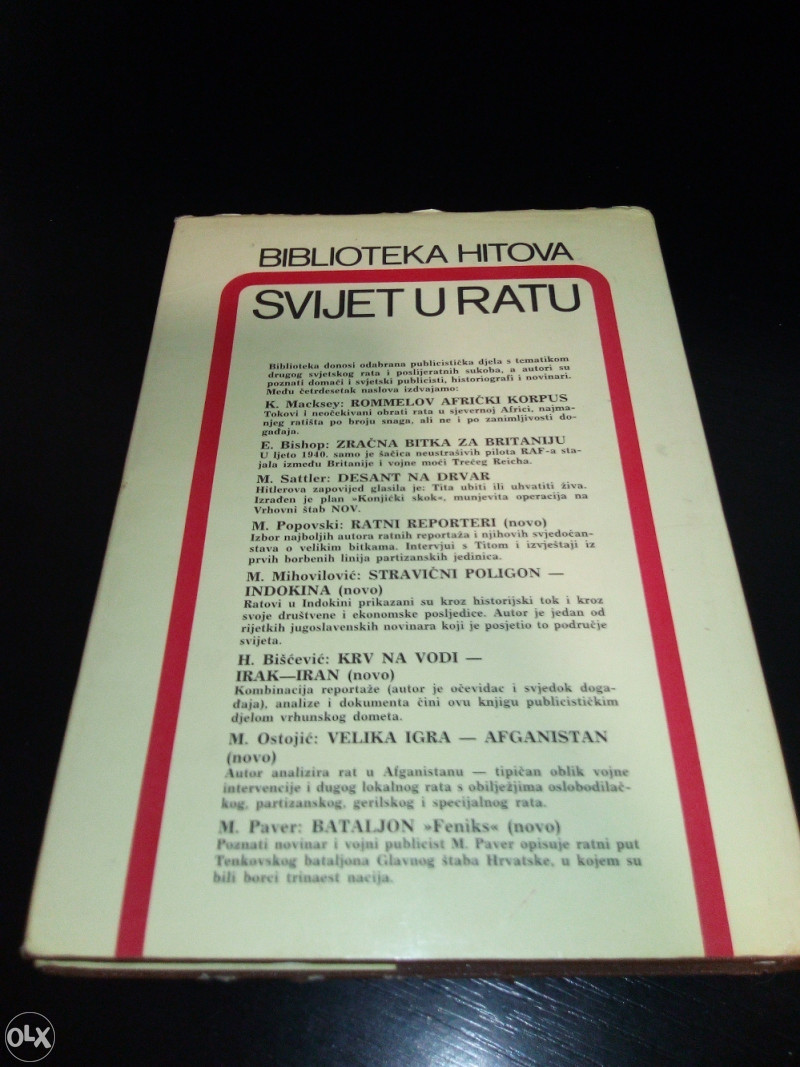 BIBLIOTEKA HITOVA
SVIJET U RATU
Biblioteka donosi odabrana publicistička djela s tematikom
drugog svjetskog rata i poslijeratnih sukoba, a autori su
poznati domaći i svjetski publicisti, historiografi i novinari.
Među četrdesetak naslova izdvajamo:
K. Macksey: ROMMELOV AFRIČKI KORPUS
Tokovi i neočekivani obrati rata u sjevernoj Africi, najma-
njeg ratišta po broju snaga, ali ne i po zanimljivosti do-
gađaja.
E. Bishop: ZRAČNA BITKA ZA BRITANIJU
U ljeto 1940. samo je šačica neustrašivih pilota RAF-a sta-
jala između Britanije i vojne moći Trećeg Reicha.
M. Sattler: DESANT NA DRVAR
Hitlerova zapovijed glasila je: Tita ubiti ili uhvatiti živa.
Izrađen je plan »Konjički skok«, munjevita operacija na
Vrhovni štab NOV.
M. Popovski: RATNI REPORTERI (novo)
Izbor najboljih autora ratnih reportaža i njihovih svjedočan-
stava o velikim bitkama. Intervjui s Titom i izvještaji iz
prvih borbenih linija partizanskih jedinica.
M. Mihovilović: STRAVIČNI POLIGON —
INDOKINA (novo)
Ratovi u Indokini prikazani su kroz historijski tok i kroz
svoje društvene i ekonomske posljedice. Autor je jedan od
rijetkih jugoslavenskih novinara koji je posjetio to područje
svijeta.
H. Bišćević: KRV NA VODI —
IRAK—IRAN (novo)
Kombinacija reportaže (autor je očevidac i svjedok doga-
đaja), analize i dokumenta čini ovu knjigu publicističkim
djelom vrhunskog dometa.
M. Ostojić: VELIKA IGRA — AFGANISTAN
(novo)
Autor analizira rat u Afganistanu — tipičan oblik vojne
intervencije i dugog lokalnog rata s obilježjima oslobodilač-
kog, partizanskog, gerilskog i specijalnog rata.
M. Paver: BATALJON »Feniks« (novo)
Poznati novinar i vojni publicist M. Paver opisuje ratni put
Tenkovskog bataljona Glavnog štaba Hrvatske, u kojem su
bili borci trinaest nacija.
OLX